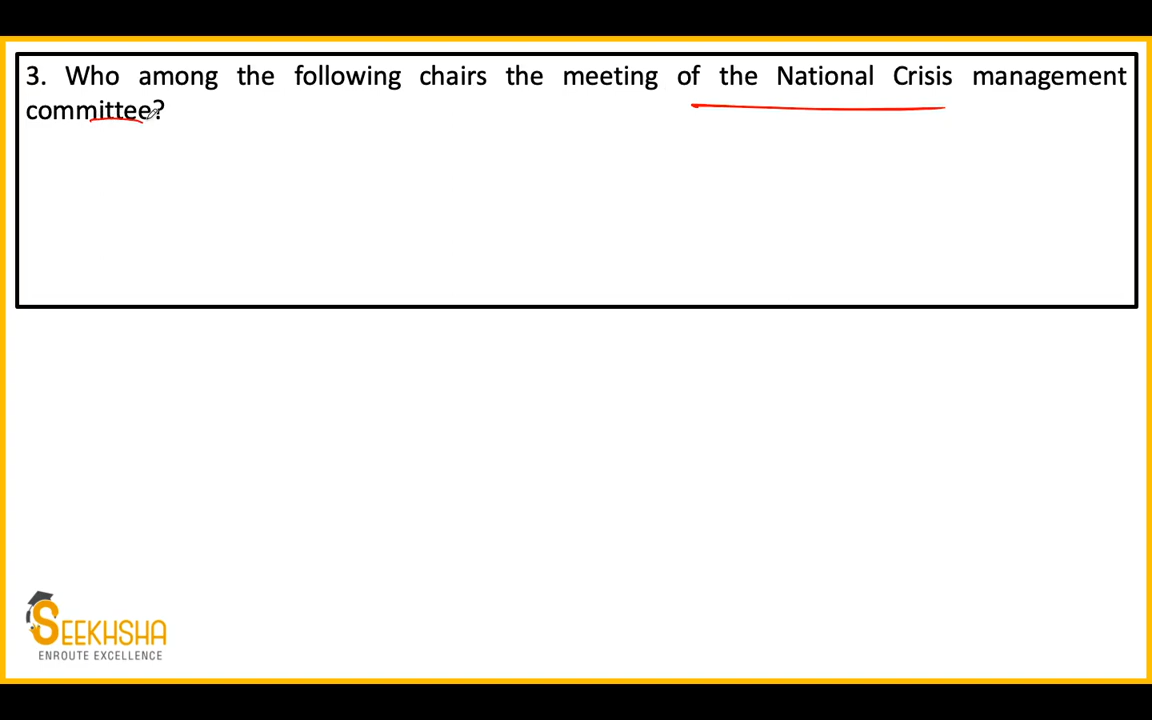 3. Who among the following chairs the meeting of the National Crisis management
committee?
SEEKHSHA
ENROUTE EXCELLENCE